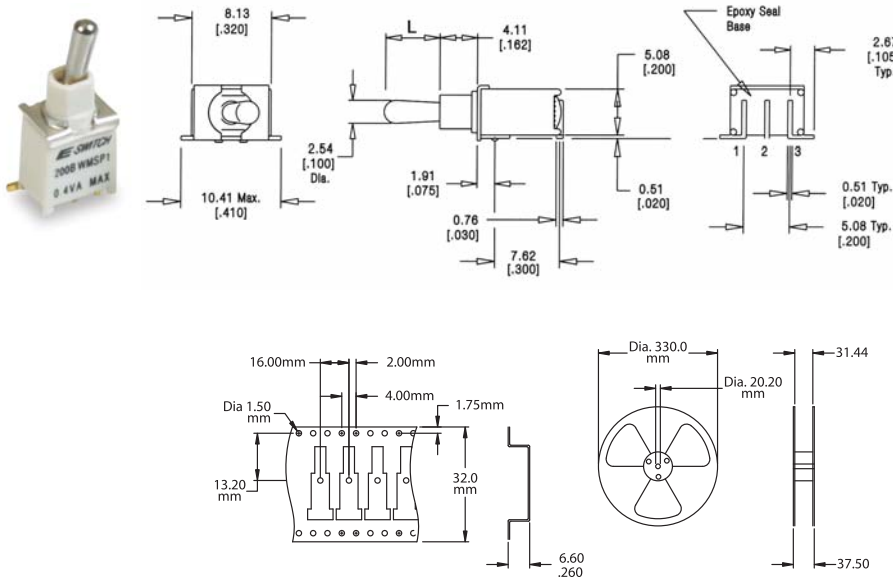 8.13
[.320]
L
4.11
[.162]
Epoxy Seal
Base
5.08
[.200]
Typ
2.54
[.100]
Dia.
E-SWITCH
200B WMSP1
0.4VA MAX
10.41 Max.
[.410]
1.91
[.075]
0.76
[.030]
7.62
[.300]
0.51
[.020]
1 2 3
0.51 Typ.
[.020]
5.08 Typ.
[.200]
16.00mm
2.00mm
4.00mm
1.75mm
Dia 1.50
mm
13.20
mm
32.0
mm
6.60
.260
Dia. 330.0
mm
Dia. 20.20
mm
31.44
37.50